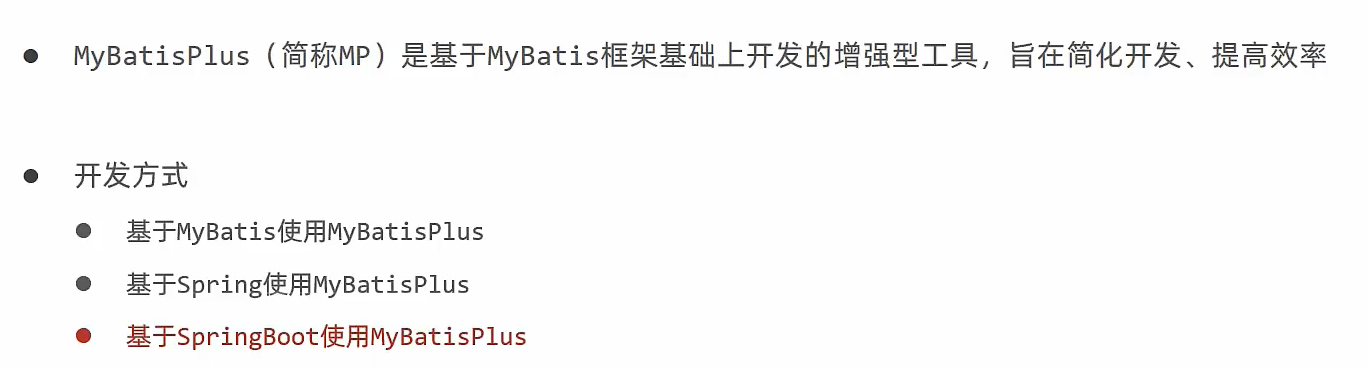 MyBatisPlus（简称MP）是基于MyBatis框架基础上开发的增强型工具，旨在简化开发、提高效率
开发方式
基于MyBatis使用MyBatisPlus
基于Spring使用MyBatisPlus
基于SpringBoot使用MyBatisPlus